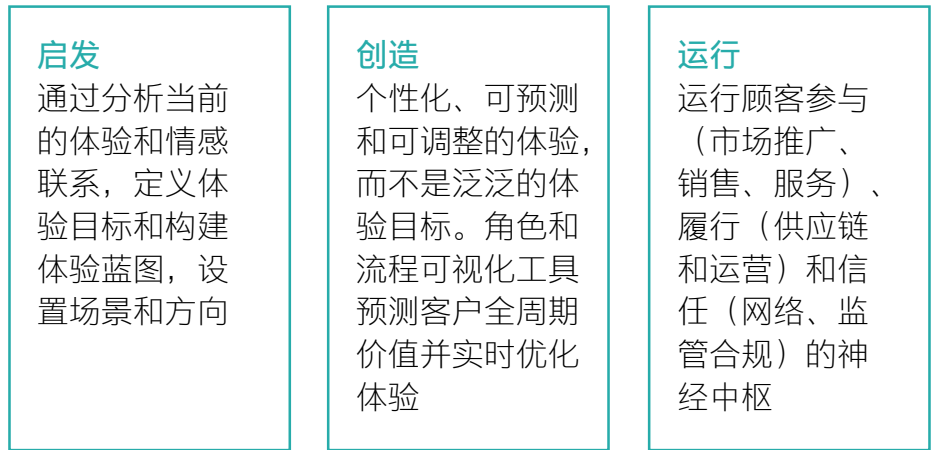 启发
通过分析当前
的体验和情感
联系，定义体
验目标和构建
体验蓝图，设
置场景和方向
创造
个性化、可预测
和可调整的体验，
而不是泛泛的体
验目标。角色和
流程可视化工具
预测客户全周期
价值并实时优化
体验
运行
运行顾客参与
（市场推广、
销售、服务）、
履行（供应链
和运营）和信
任（网络、监
管合规）的神
经中枢